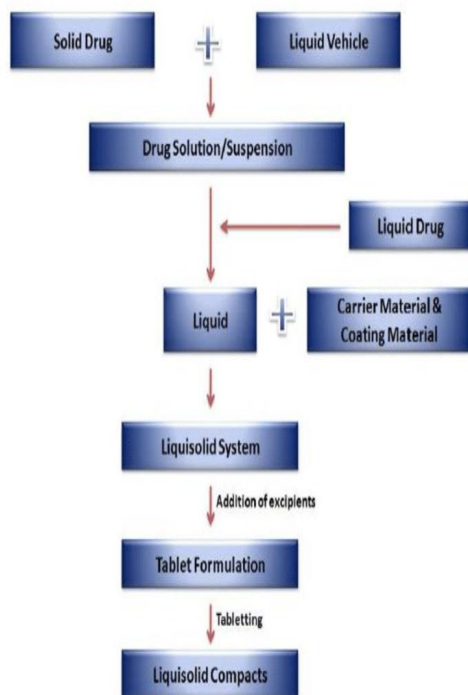 Solid Drug
Liquid Vehicle
Drug Solution/Suspension
Liquid Drug
Liquid
Carrier Material &
Coating Material
Liquisolid System
Addition of excipients
Tablet Formulation
Tabletting
Liquisolid Compacts